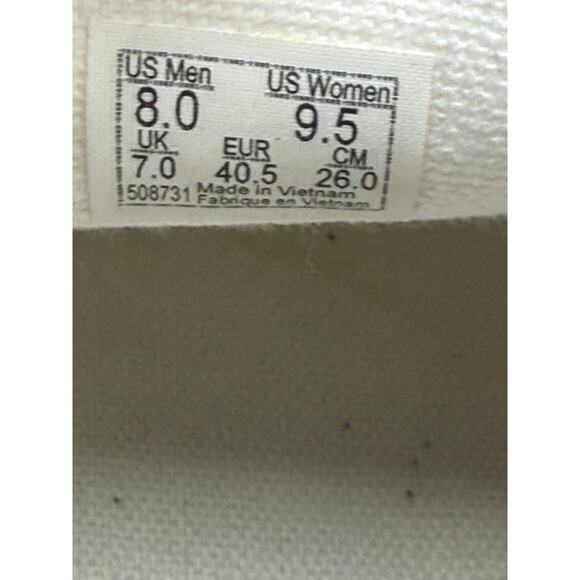 US Men US Women
8.0 9.5
UK EUR CM
7.0 40.5 26.0
508731 Made in Vietnam
Fabrique en Vietnam